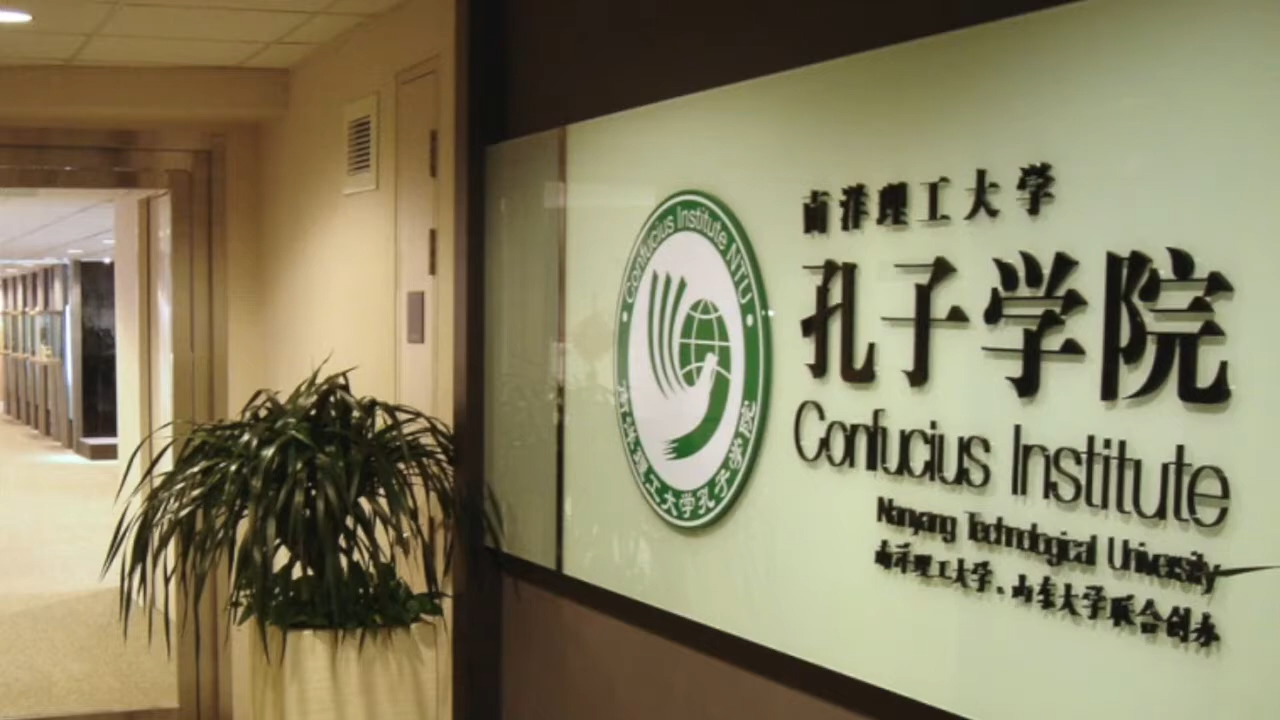 Confucius Institute NTU
南洋理工大学孔子学院
南洋理工大学
孔子学院
Confucius Institute
Nanyang Technological University
南洋理工大学、山东大学联合创办